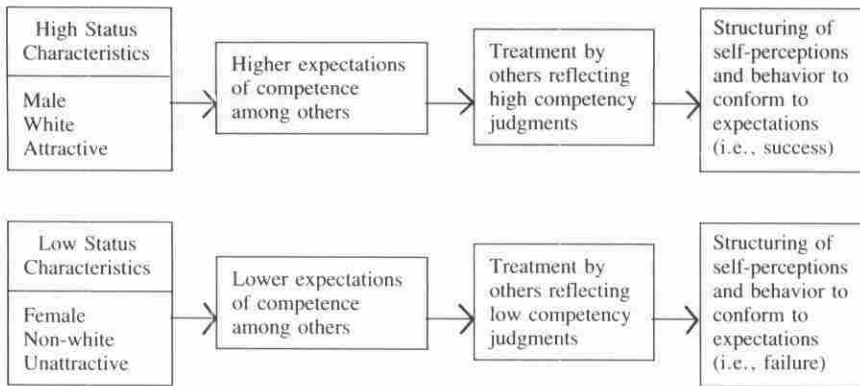 High Status
Characteristics
Male
White
Attractive
Higher expectations
of competence
among others
Treatment by
others reflecting
high competency
judgments
Structuring of
self-perceptions
and behavior to
conform to
expectations
(i.e., success)
Low Status
Characteristics
Female
Non-white
Unattractive
Lower expectations
of competence
among others
Treatment by
others reflecting
low competency
judgments
Structuring of
self-perceptions
and behavior to
conform to
expectations
(i.e., failure)